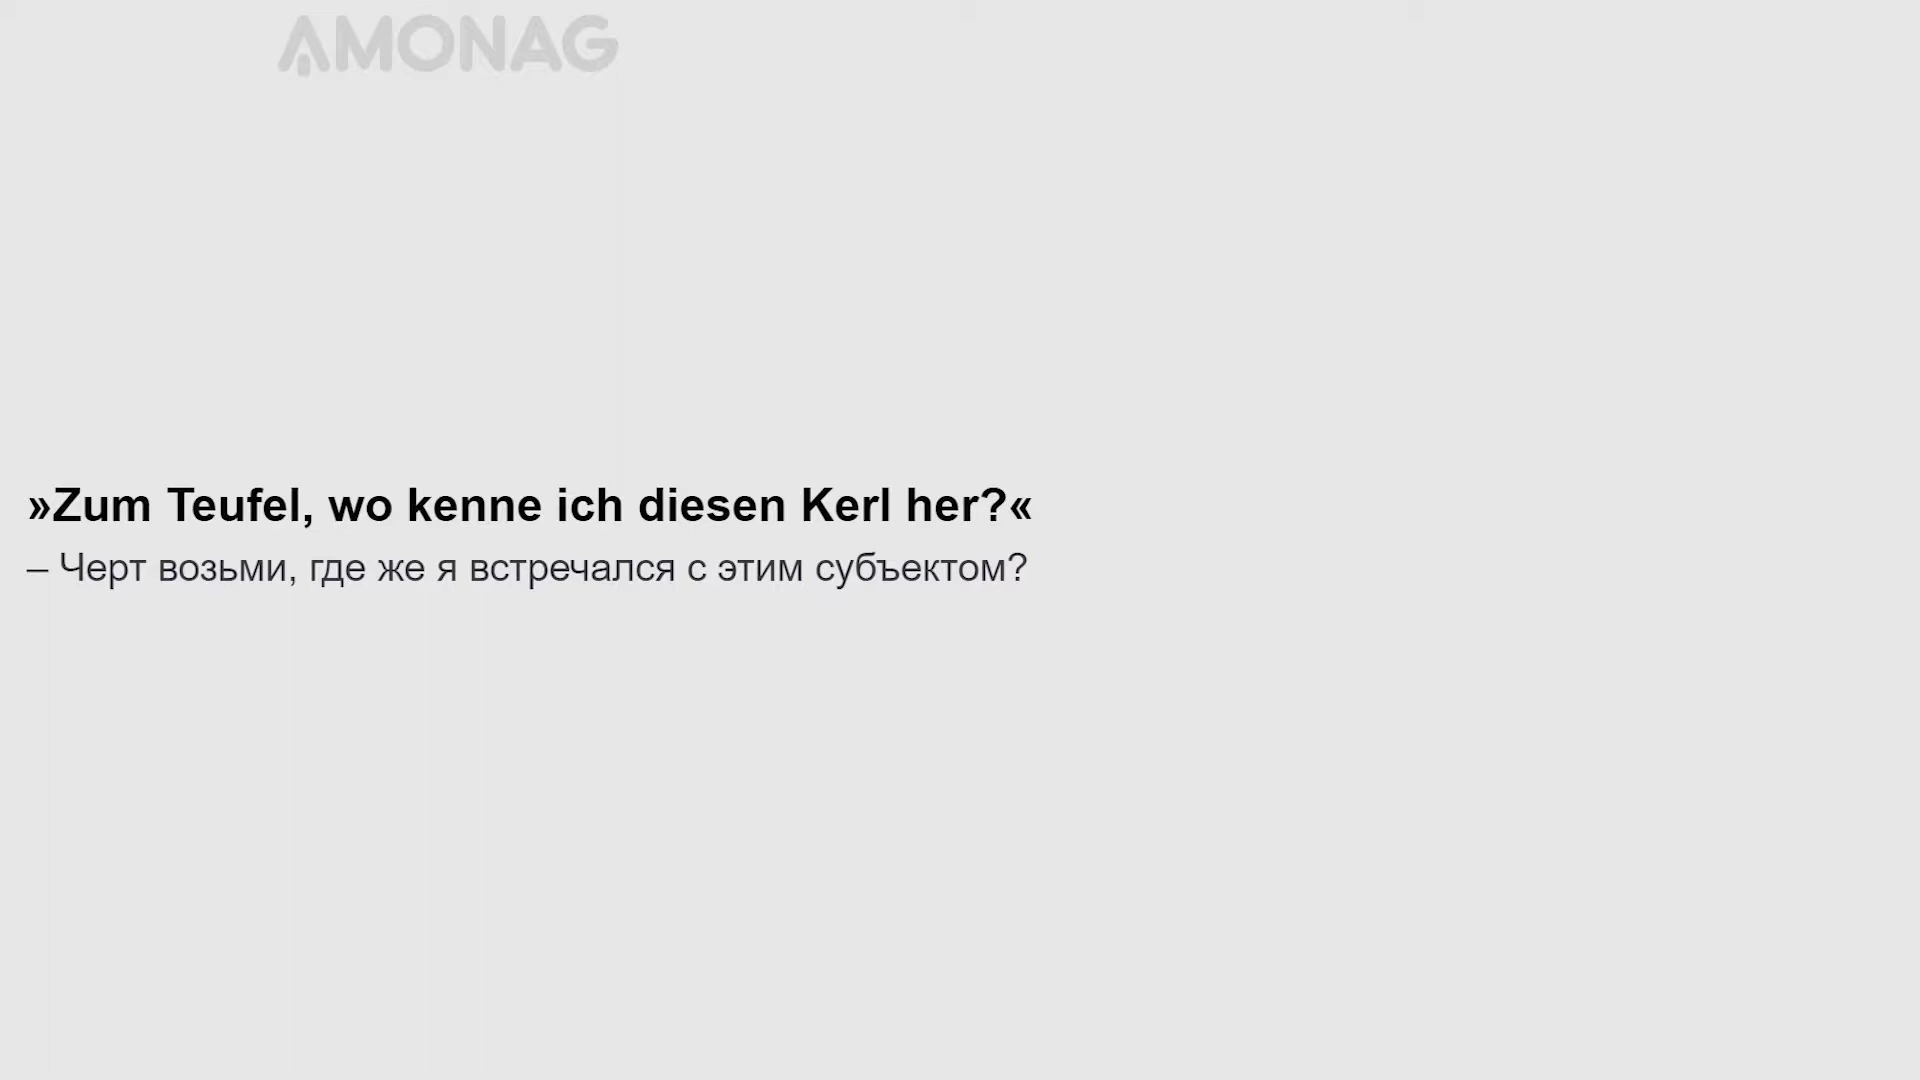 AMONAG
»Zum Teufel, wo kenne ich diesen Kerl her?«
– Черт возьми, где же я встречался с этим субъектом?